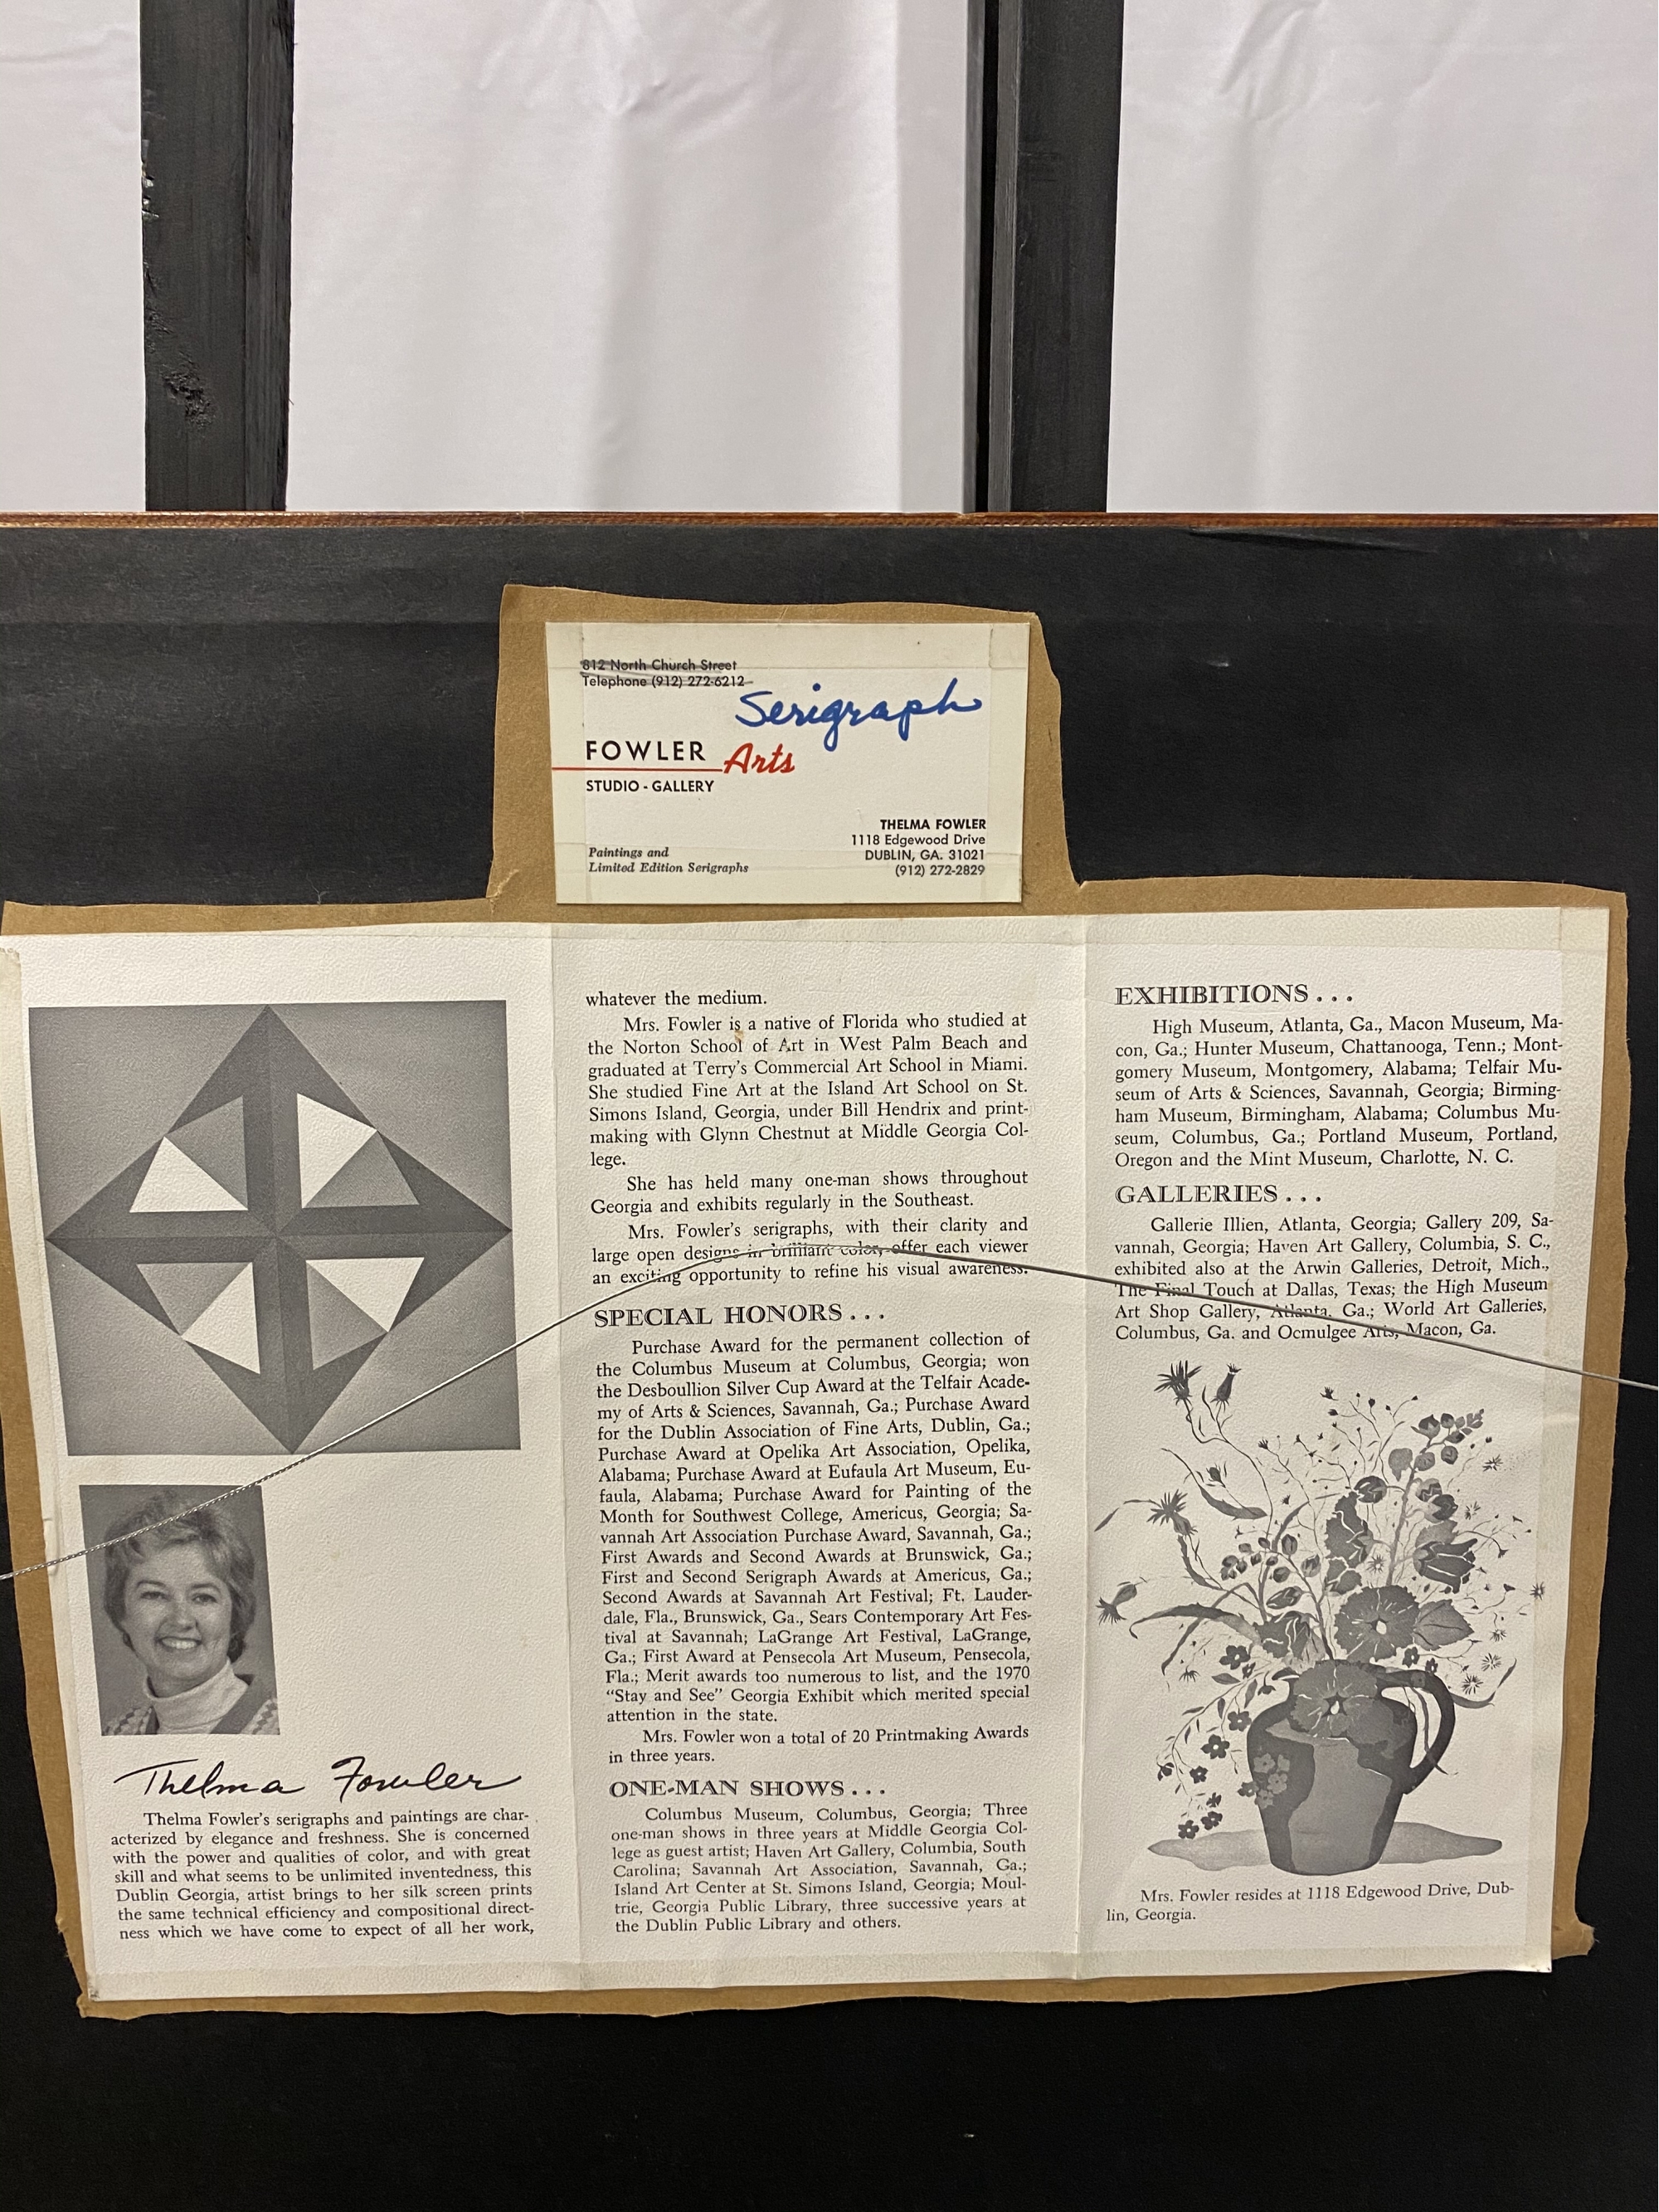 812 North Church Street
Telephone (912) 272-6212
Serigraph
FOWLER Arts
STUDIO - GALLERY
Paintings and
Limited Edition Serigraphs
THELMA FOWLER
1118 Edgewood Drive
DUBLIN, GA. 31021
(912) 272-2829
Thelma Fowler
Thelma Fowler's serigraphs and paintings are char-
acterized by elegance and freshness. She is concerned
with the power and qualities of color, and with great
skill and what seems to be unlimited inventedness, this
Dublin Georgia, artist brings to her silk screen prints
the same technical efficiency and compositional direct-
ness which we have come to expect of all her work,
whatever the medium.
Mrs. Fowler is a native of Florida who studied at
the Norton School of Art in West Palm Beach and
graduated at Terry's Commercial Art School in Miami.
She studied Fine Art at the Island Art School on St.
Simons Island, Georgia, under Bill Hendrix and print-
making with Glynn Chestnut at Middle Georgia Col-
lege.
She has held many one-man shows throughout
Georgia and exhibits regularly in the Southeast.
Mrs. Fowler's serigraphs, with their clarity and
large open designs in brilliant color, offer each viewer
an exciting opportunity to refine his visual awareness.
SPECIAL HONORS...
Purchase Award for the permanent collection of
the Columbus Museum at Columbus, Georgia; won
the Desboullion Silver Cup Award at the Telfair Acade-
my of Arts & Sciences, Savannah, Ga.; Purchase Award
for the Dublin Association of Fine Arts, Dublin, Ga.;
Purchase Award at Opelika Art Association, Opelika,
Alabama; Purchase Award at Eufaula Art Museum, Eu-
faula, Alabama; Purchase Award for Painting of the
Month for Southwest College, Americus, Georgia; Sa-
vannah Art Association Purchase Award, Savannah, Ga.;
First Awards and Second Awards at Brunswick, Ga.;
First and Second Serigraph Awards at Americus, Ga.;
Second Awards at Savannah Art Festival; Ft. Lauder-
dale, Fla., Brunswick, Ga., Sears Contemporary Art Fes-
tival at Savannah; LaGrange Art Festival, LaGrange,
Ga.; First Award at Pensecola Art Museum, Pensecola,
Fla.; Merit awards too numerous to list, and the 1970
"Stay and See" Georgia Exhibit which merited special
attention in the state.
Mrs. Fowler won a total of 20 Printmaking Awards
in three years.
ONE-MAN SHOWS...
Columbus Museum, Columbus, Georgia; Three
one-man shows in three years at Middle Georgia Col-
lege as guest artist; Haven Art Gallery, Columbia, South
Carolina; Savannah Art Association, Savannah, Ga.;
Island Art Center at St. Simons Island, Georgia; Moul-
trie, Georgia Public Library, three successive years at
the Dublin Public Library and others.
EXHIBITIONS...
High Museum, Atlanta, Ga., Macon Museum, Ma-
con, Ga.; Hunter Museum, Chattanooga, Tenn.; Mont-
gomery Museum, Montgomery, Alabama; Telfair Mu-
seum of Arts & Sciences, Savannah, Georgia; Birming-
ham Museum, Birmingham, Alabama; Columbus Mu-
seum, Columbus, Ga.; Portland Museum, Portland,
Oregon and the Mint Museum, Charlotte, N. C.
GALLERIES...
Gallerie Illien, Atlanta, Georgia; Gallery 209, Sa-
vannah, Georgia; Haven Art Gallery, Columbia, S. C.,
exhibited also at the Arwin Galleries, Detroit, Mich.,
The Final Touch at Dallas, Texas; the High Museum
Art Shop Gallery, Atlanta, Ga.; World Art Galleries,
Columbus, Ga. and Ocmulgee Arts, Macon, Ga.
Mrs. Fowler resides at 1118 Edgewood Drive, Dub-
lin, Georgia.